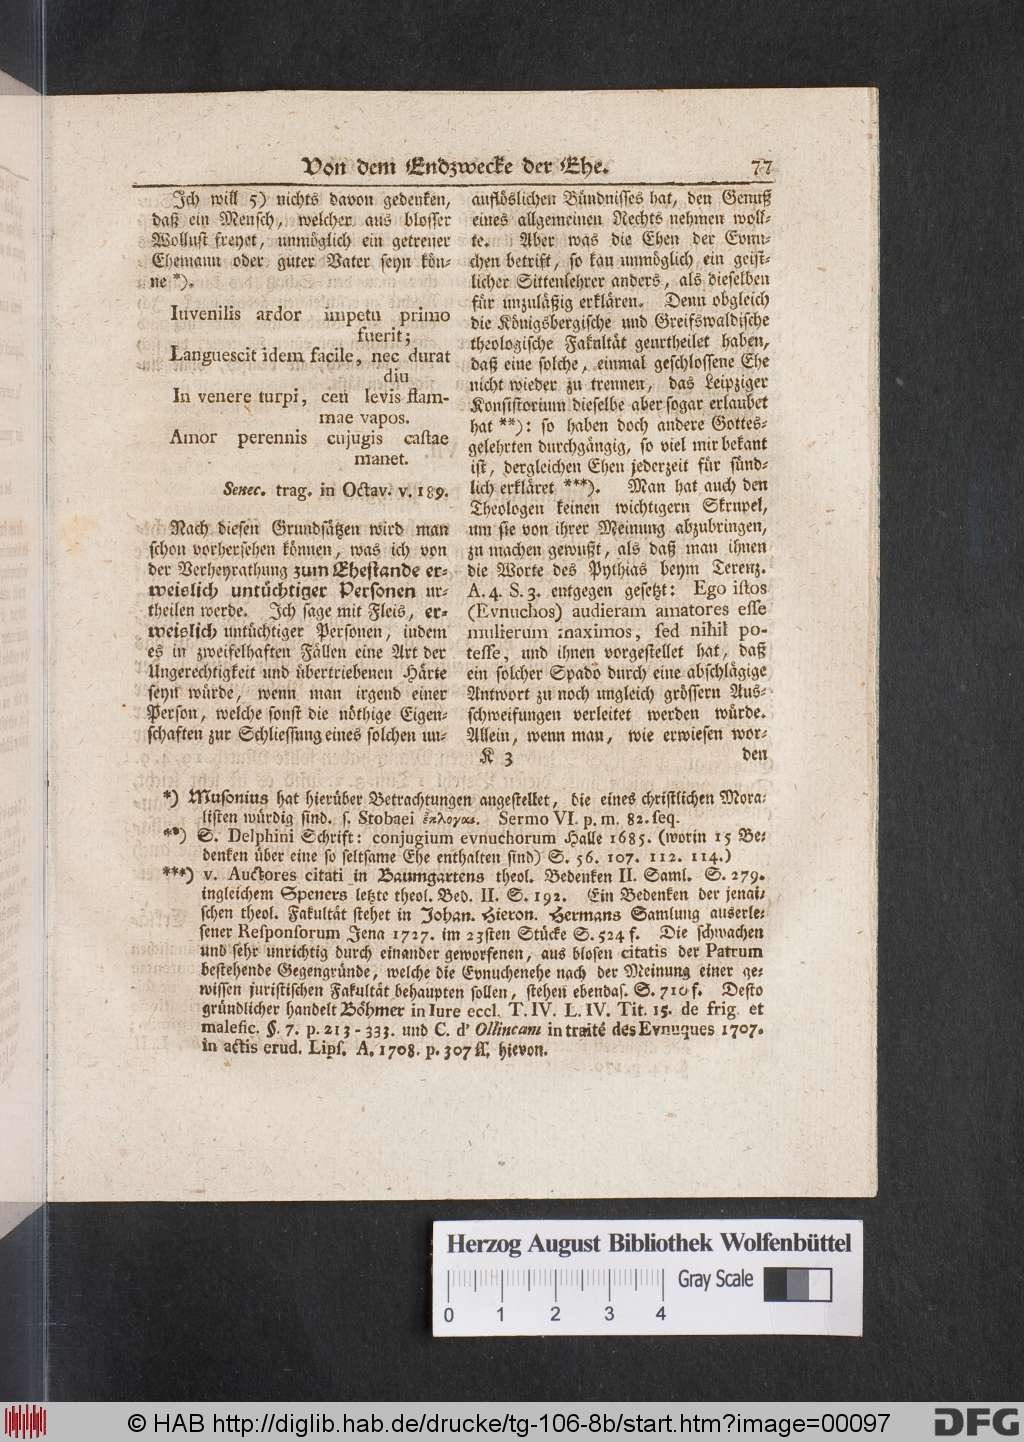 Von dem Endzwecke der Ehe. 77
Ich will 5) nichts davon gedenken,
daß ein Mensch, welcher aus blosser
Wollust freyet, unmöglich ein getreuer
Ehemann oder guter Vater seyn kön-
ne *).
Iuvenilis ardor impetu primo
fuerit;
Languescit idem facile, nec durat
diu
In venere turpi, ceu levis flam-
mae vapos.
Amor perennis cujugis castae
manet.
Senec. trag. in Octav. v. 189.
Nach diesen Grundsätzen wird man
schon vorhersehen können, was ich von
der Verheyrathung zum Ehestande er-
weislich untüchtiger Personen ur-
theilen werde. Ich sage mit Fleis, er-
weislich untüchtiger Personen, indem
es in zweifelhaften Fällen eine Art der
Ungerechtigkeit und übertriebenen Härte
seyn würde, wenn man irgend einer
Person, welche sonst die nöthige Eigen-
schaften zur Schliessung eines solchen un-
auflöslichen Bündnisses hat, den Genuß
eines allgemeinen Rechts nehmen woll-
te. Aber was die Ehen der Evnu-
chen betrift, so kan unmöglich ein geist-
licher Sittenlehrer anders, als dieselben
für unzuläßig erklären. Denn obgleich
die Königsbergische und Greifswaldische
theologische Fakultät geurtheilet haben,
daß eine solche, einmal geschlossene Ehe
nicht wieder zu trennen, das Leipziger
Konsistorium dieselbe aber sogar erlaubet
hat **): so haben doch andere Gottes-
gelehrten durchgängig, so viel mir bekant
ist, dergleichen Ehen jederzeit für sünd-
lich erkläret ***). Man hat auch den
Theologen keinen wichtigern Skrupel,
um sie von ihrer Meinung abzubringen,
zu machen gewußt, als daß man ihnen
die Worte des Pythias beym Terenz.
A. 4. S. 3. entgegen gesetzt: Ego istos
(Evnuchos) audieram amatores esse
mulierum maximos, sed nihil po-
tesse, und ihnen vorgestellet hat, daß
ein solcher Spado durch eine abschlägige
Antwort zu noch ungleich grössern Aus-
schweifungen verleitet werden würde.
Allein, wenn man, wie erwiesen wor-
K 3 den
*) Musonius hat hierüber Betrachtungen angestellet, die eines christlichen Mora-
listen würdig sind. s. Stobaei ἐκλογαι. Sermo VI. p. m. 82. seq.
**) S. Delphini Schrift: conjugium evnuchorum Halle 1685. (worin 15 Be-
denken über eine so seltsame Ehe enthalten sind) S. 56. 107. 112. 114.)
***) v. Auctores citati in Baumgartens theol. Bedenken II. Saml. S. 279.
ingleichem Speners letzte theol. Bed. II. S. 192. Ein Bedenken der jenai-
schen theol. Fakultät stehet in Johan. Hieron. Hermans Samlung auserle-
sener Responsorum Jena 1727. im 23sten Stücke S. 524 f. Die schwachen
und sehr unrichtig durch einander geworfenen, aus blosen citatis der Patrum
bestehende Gegengründe, welche die Evnuchenehe nach der Meinung einer ge-
wissen juristischen Fakultät behaupten sollen, stehen ebendas. S. 710 f. Desto
gründlicher handelt Böhmer in Iure eccl. T. IV. L. IV. Tit. 15. de frig. et
malefic. §. 7. p. 213-333. und C. d' Ollincam in traité des Evnuques 1707.
in actis erud. Lips. A. 1708. p. 307 ss. hievon.
Herzog August Bibliothek Wolfenbüttel
Gray Scale
0 1 2 3 4
© HAB http://diglib.hab.de/drucke/tg-106-8b/start.htm?image=00097
DFG